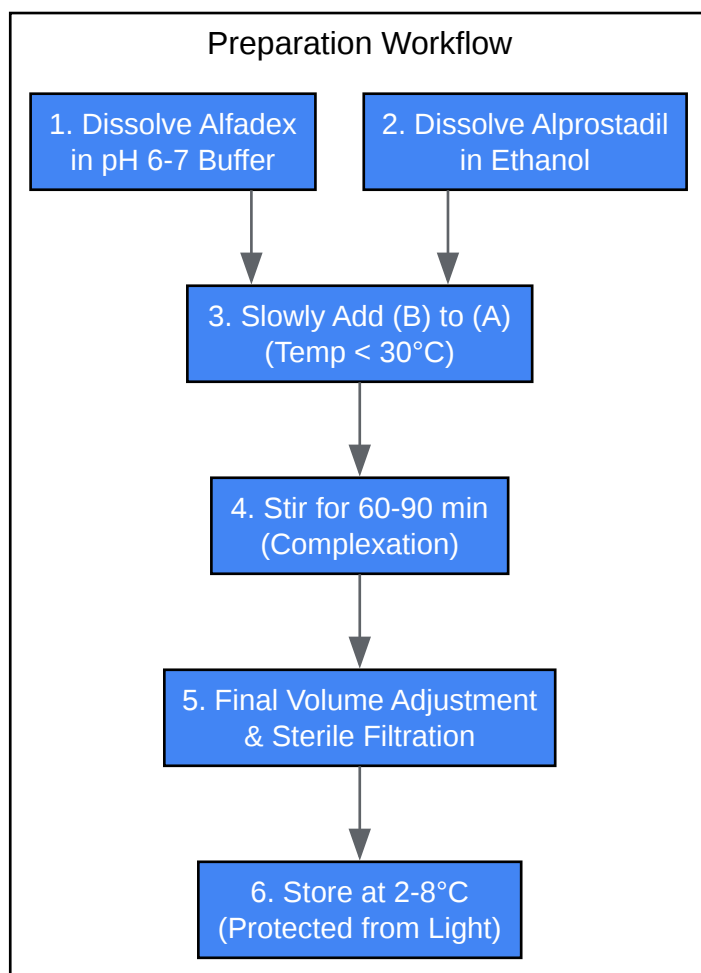 Preparation Workflow
1. Dissolve Alfadex
in pH 6-7 Buffer
2. Dissolve Alprostadil
in Ethanol
3. Slowly Add (B) to (A)
(Temp < 30°C)
4. Stir for 60-90 min
(Complexation)
5. Final Volume Adjustment
& Sterile Filtration
6. Store at 2-8°C
(Protected from Light)